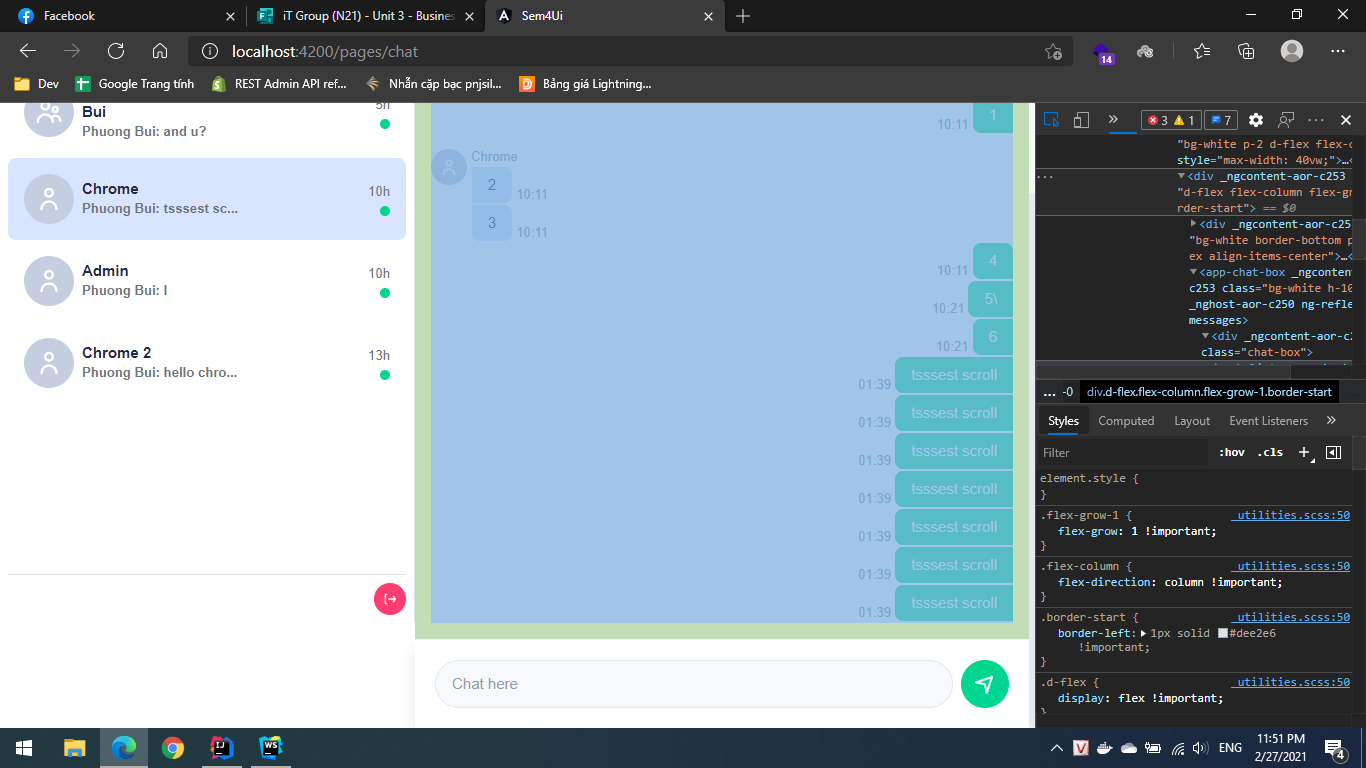 Facebook
iT Group (N21) - Unit 3 - Business
Sem4Ui
localhost:4200/pages/chat
14
Dev
Google Trang tính
REST Admin API ref...
Nhẫn cặp bạc pnjsil...
Bảng giá Lightning...
Bui
5h
Phuong Bui: and u?
Chrome
10h
Phuong Bui: tsssest sc...
Admin
10h
Phuong Bui: l
Chrome 2
13h
Phuong Bui: hello chro...
10:11
1
Chrome
2
10:11
3
10:11
10:11
4
10:21
5\
10:21
6
01:39
tsssest scroll
01:39
tsssest scroll
01:39
tsssest scroll
01:39
tsssest scroll
01:39
tsssest scroll
01:39
tsssest scroll
01:39
tsssest scroll
Chat here
3
1
7
"bg-white p-2 d-flex flex-c
style="max-width: 40vw;">…<
<div _ngcontent-aor-c253
"d-flex flex-column flex-gr
rder-start"> == $0
<div _ngcontent-aor-c25
"bg-white border-bottom p
ex align-items-center">…<
<app-chat-box _ngcontent
c253 class="bg-white h-10
_nghost-aor-c250 ng-refle
messages>
<div _ngcontent-aor-c2
class="chat-box">
... -0
div.d-flex.flex-column.flex-grow-1.border-start
Styles
Computed
Layout
Event Listeners
Filter
:hov
.cls
element.style {
}
.flex-grow-1 {
_utilities.scss:50
flex-grow: 1 !important;
}
.flex-column {
_utilities.scss:50
flex-direction: column !important;
}
.border-start {
_utilities.scss:50
border-left: 1px solid #dee2e6
!important;
}
.d-flex {
_utilities.scss:50
display: flex !important;
}
ENG
11:51 PM
2/27/2021
4